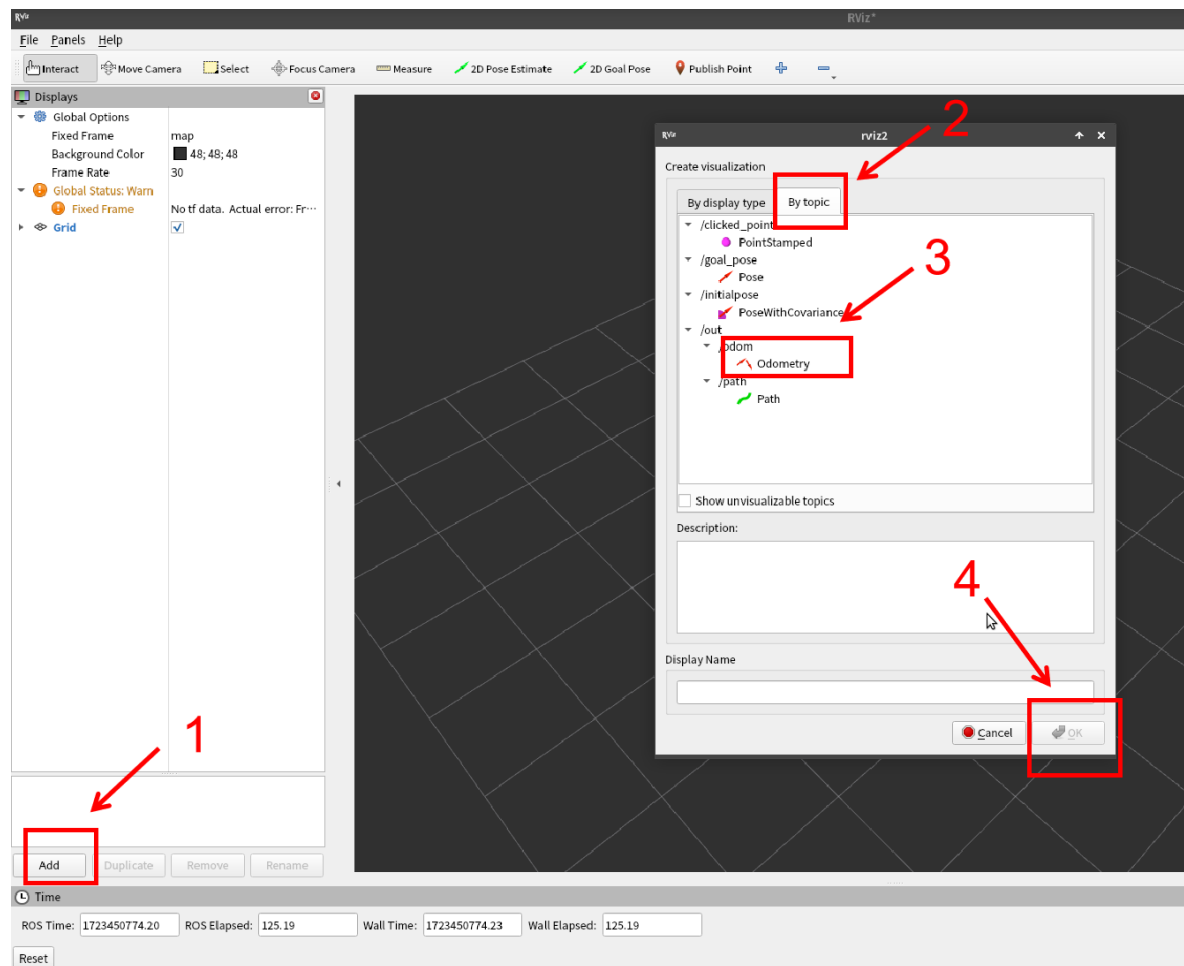 RViz RViz*
File Panels Help
Interact Move Camera Select Focus Camera Measure 2D Pose Estimate 2D Goal Pose Publish Point
Displays
Global Options
Fixed Frame map
Background Color 48; 48; 48
Frame Rate 30
Global Status: Warn
Fixed Frame No tf data. Actual error: Fr...
Grid
2
RViz rviz2
Create visualization
By display type By topic
/clicked_point
PointStamped
3
/goal_pose
Pose
/initialpose
PoseWithCovariance
/out
/odom
Odometry
/path
Path
Show unvisualizable topics
Description:
4
Display Name
Cancel OK
1
Add Duplicate Remove Rename
Time
ROS Time: 1723450774.20 ROS Elapsed: 125.19 Wall Time: 1723450774.23 Wall Elapsed: 125.19
Reset